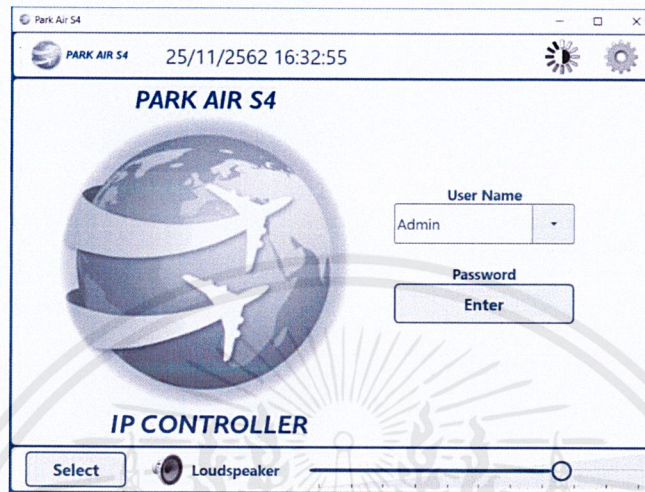 Park Air S4
PARK AIR S4 25/11/2562 16:32:55
PARK AIR S4
User Name
Admin
Password
Enter
IP CONTROLLER
Select Loudspeaker